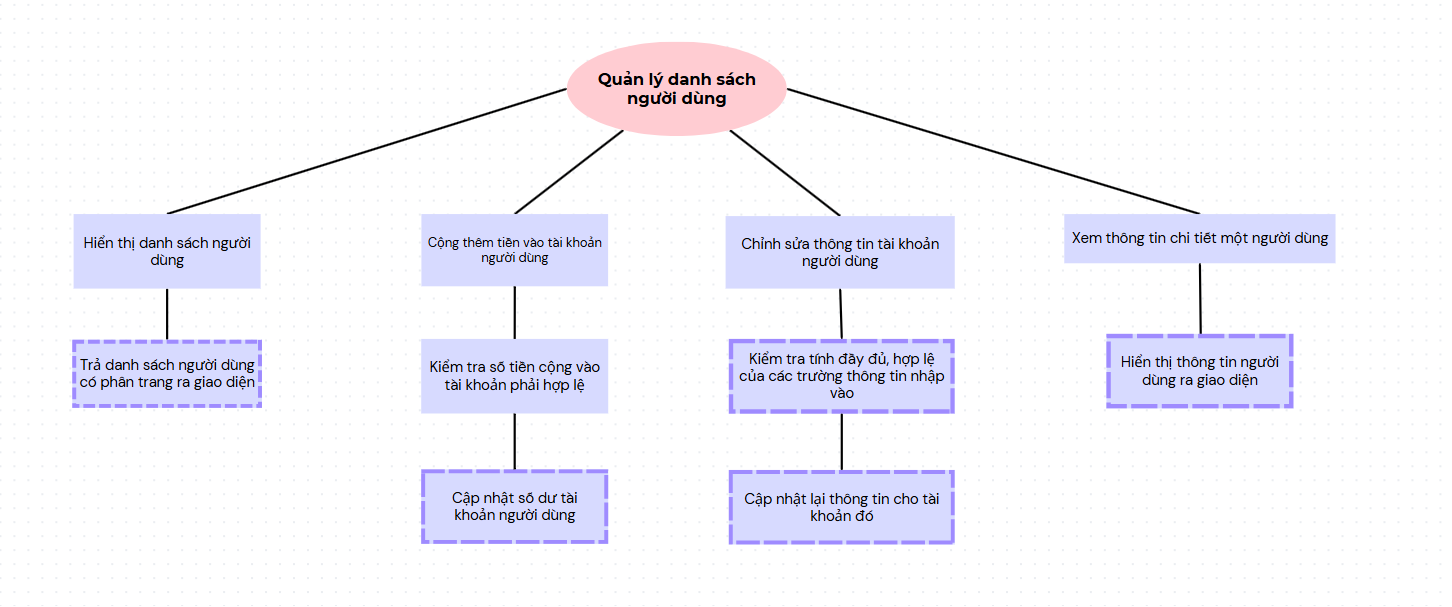 Quản lý danh sách
người dùng
Hiển thị danh sách người
dùng
Cộng thêm tiền vào tài khoản
người dùng
Chỉnh sửa thông tin tài khoản
người dùng
Xem thông tin chi tiết một người dùng
Trả danh sách người dùng
có phân trang ra giao diện
Kiểm tra số tiền cộng vào
tài khoản phải hợp lệ
Kiểm tra tính đầy đủ, hợp lệ
của các trường thông tin nhập
vào
Hiển thị thông tin người
dùng ra giao diện
Cập nhật số dư tài
khoản người dùng
Cập nhật lại thông tin cho tài
khoản đó